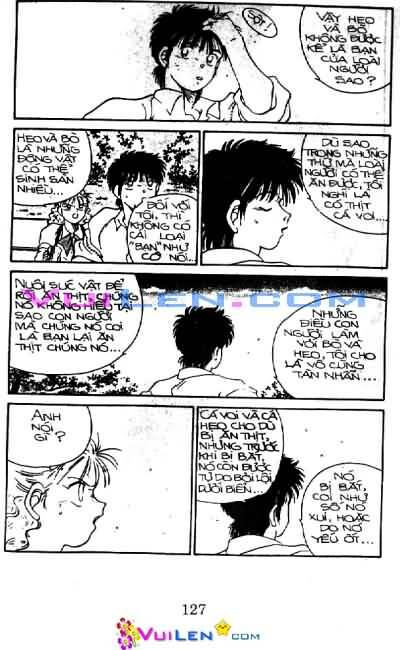 SỘT!
VẬY HEO
VÀ BÒ
KHÔNG ĐƯỢC
KỂ LÀ BẠN
CỦA LOÀI
NGƯỜI
SAO?
DÙ SAO
TRONG NHỮNG
THỨ MÀ LOÀI
NGƯỜI CÓ THỂ
ĂN ĐƯỢC, TÔI
NGHĨ LÀ
CÓ THỊT
CÁ VOI...
HEO VÀ BÒ
LÀ NHỮNG
ĐỘNG VẬT
CÓ THỂ
SINH SẢN
NHIỀU...
ĐỐI VỚI
TÔI, THÌ
KHÔNG CÓ
CÁI LOẠI
"BẠN" NHƯ
CỠ NÓ...
NUÔI SÚC VẬT ĐỂ
RỒI ĂN THỊT CHÚNG
NÓ KHÔNG HIỂU TẠI
SAO CON NGƯỜI
MÀ CHÚNG NÓ COI
LÀ BẠN LẠI ĂN
THỊT CHÚNG NÓ...
NHƯNG
ĐIỀU CON
NGƯỜI LÀM
VỚI BÒ VÀ
HEO, TÔI CHO
LÀ VÔ CÙNG
TÀN NHẪN...
VUILEN.COM
CÁ VOI VÀ CÁ
HEO CHO DÙ
BỊ ĂN THỊT,
NHƯNG TRƯỚC
KHI BỊ BẮT,
NÓ CÒN ĐƯỢC
TỰ DO BƠI LỘI
DƯỚI BIỂN...
ANH
NÓI
GÌ?
NÓ
BỊ BẮT,
COI NHƯ
SỐ NÓ
XUI, HOẶC
DO NÓ
YẾU ỚT...
127
VUILEN.COM